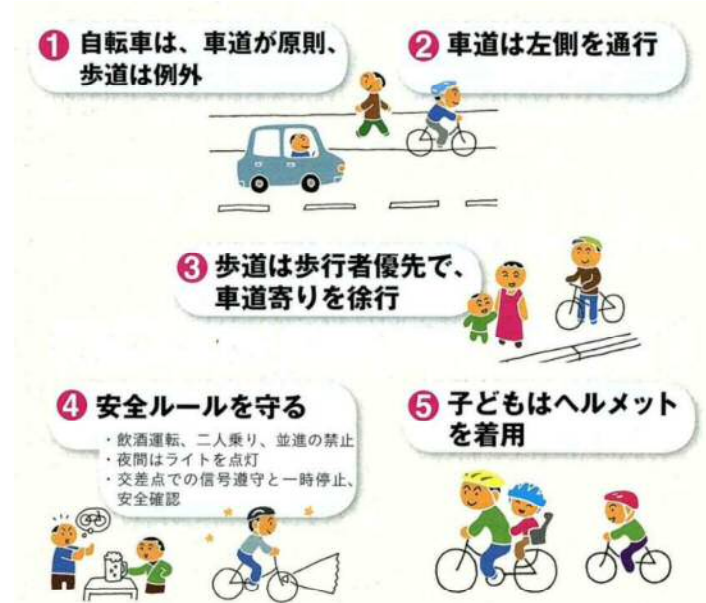 ❶ 自転車は、車道が原則、
歩道は例外
❷ 車道は左側を通行
❸ 歩道は歩行者優先で、
車道寄りを徐行
❹ 安全ルールを守る
・飲酒運転、二人乗り、並進の禁止
・夜間はライトを点灯
・交差点での信号遵守と一時停止、
安全確認
❺ 子どもはヘルメット
を着用